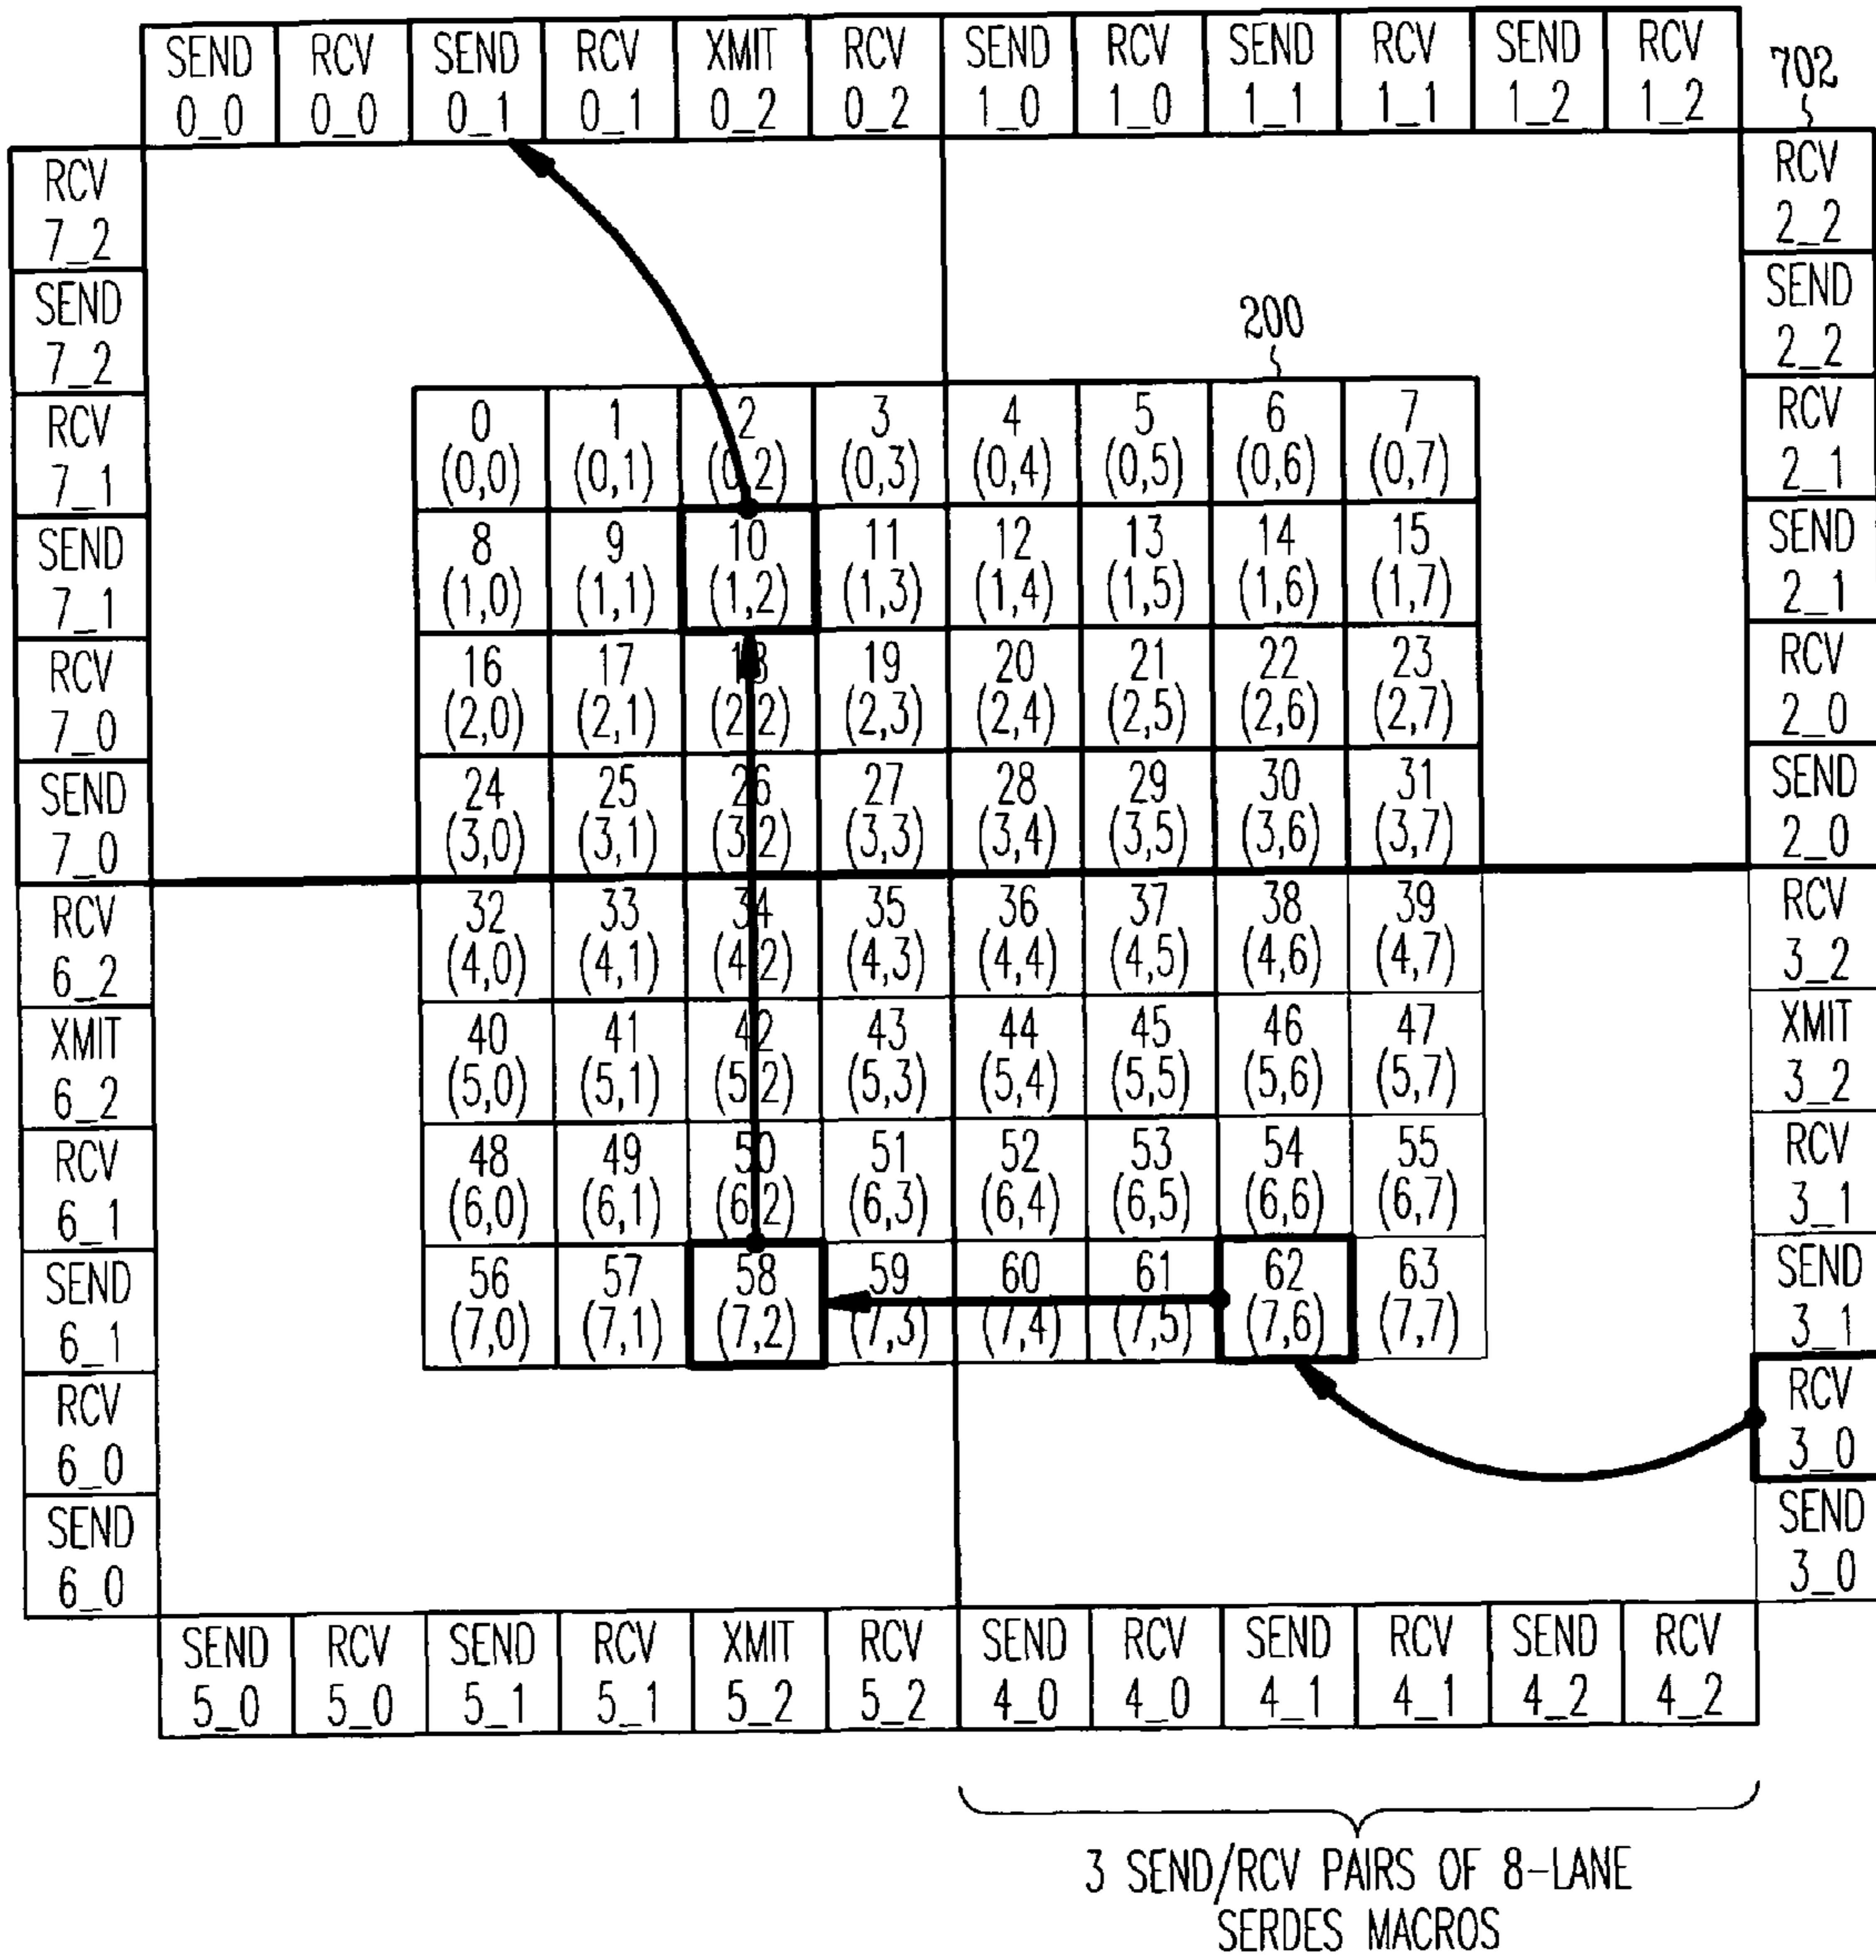 SEND RCV SEND RCV XMIT RCV SEND RCV SEND RCV SEND RCV
0_0 0_0 0_1 0_1 0_2 0_2 1_0 1_0 1_1 1_1 1_2 1_2
702
RCV
7_2
SEND
7_2
RCV
7_1
SEND
7_1
RCV
7_0
SEND
7_0
RCV
6_2
XMIT
6_2
RCV
6_1
SEND
6_1
RCV
6_0
SEND
6_0
200
0 1 2 3 4 5 6 7
(0,0) (0,1) (0,2) (0,3) (0,4) (0,5) (0,6) (0,7)
8 9 10 11 12 13 14 15
(1,0) (1,1) (1,2) (1,3) (1,4) (1,5) (1,6) (1,7)
16 17 18 19 20 21 22 23
(2,0) (2,1) (2,2) (2,3) (2,4) (2,5) (2,6) (2,7)
24 25 26 27 28 29 30 31
(3,0) (3,1) (3,2) (3,3) (3,4) (3,5) (3,6) (3,7)
32 33 34 35 36 37 38 39
(4,0) (4,1) (4,2) (4,3) (4,4) (4,5) (4,6) (4,7)
40 41 42 43 44 45 46 47
(5,0) (5,1) (5,2) (5,3) (5,4) (5,5) (5,6) (5,7)
48 49 50 51 52 53 54 55
(6,0) (6,1) (6,2) (6,3) (6,4) (6,5) (6,6) (6,7)
56 57 58 59 60 61 62 63
(7,0) (7,1) (7,2) (7,3) (7,4) (7,5) (7,6) (7,7)
RCV
2_2
SEND
2_2
RCV
2_1
SEND
2_1
RCV
2_0
SEND
2_0
RCV
3_2
XMIT
3_2
RCV
3_1
SEND
3_1
RCV
3_0
SEND
3_0
SEND RCV SEND RCV XMIT RCV SEND RCV SEND RCV SEND RCV
5_0 5_0 5_1 5_1 5_2 5_2 4_0 4_0 4_1 4_1 4_2 4_2
3 SEND/RCV PAIRS OF 8-LANE
SERDES MACROS